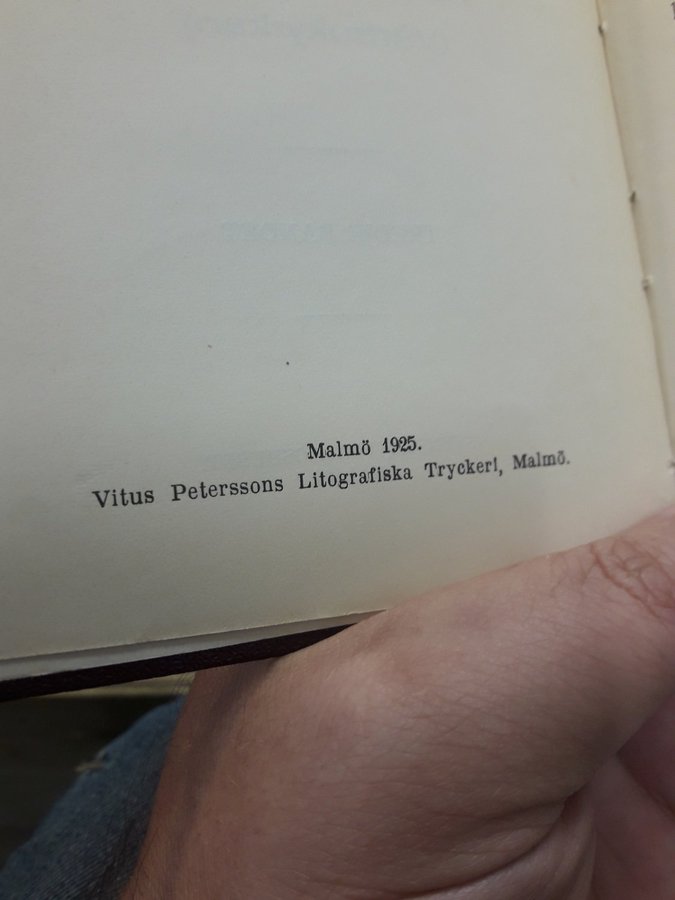 Malmö 1925.
Vitus Peterssons Litografiska Tryckeri, Malmö.